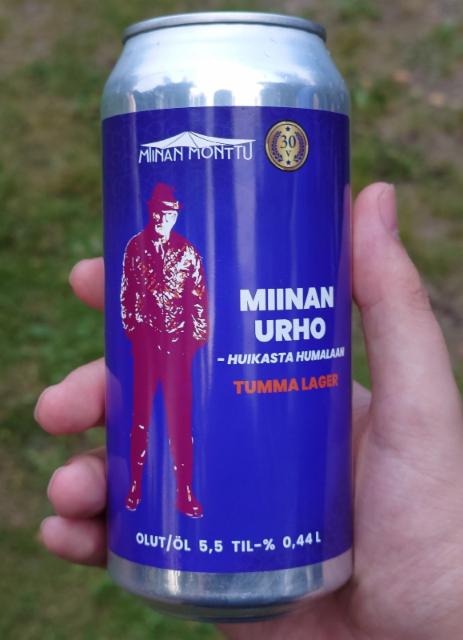 MIINAN MONTTU
30
V
MIINAN
URHO
- HUIKASTA HUMALAAN
TUMMA LAGER
OLUT/ÖL 5,5 TIL-% 0,44 L